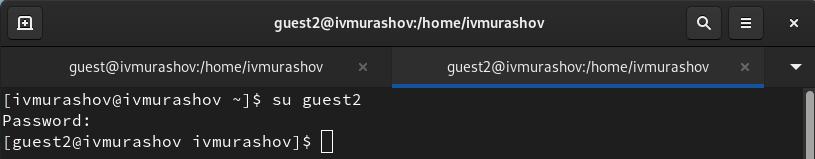 guest2@ivmurashov:/home/ivmurashov
guest@ivmurashov:/home/ivmurashov
guest2@ivmurashov:/home/ivmurashov
[ivmurashov@ivmurashov ~]$ su guest2
Password:
[guest2@ivmurashov ivmurashov]$